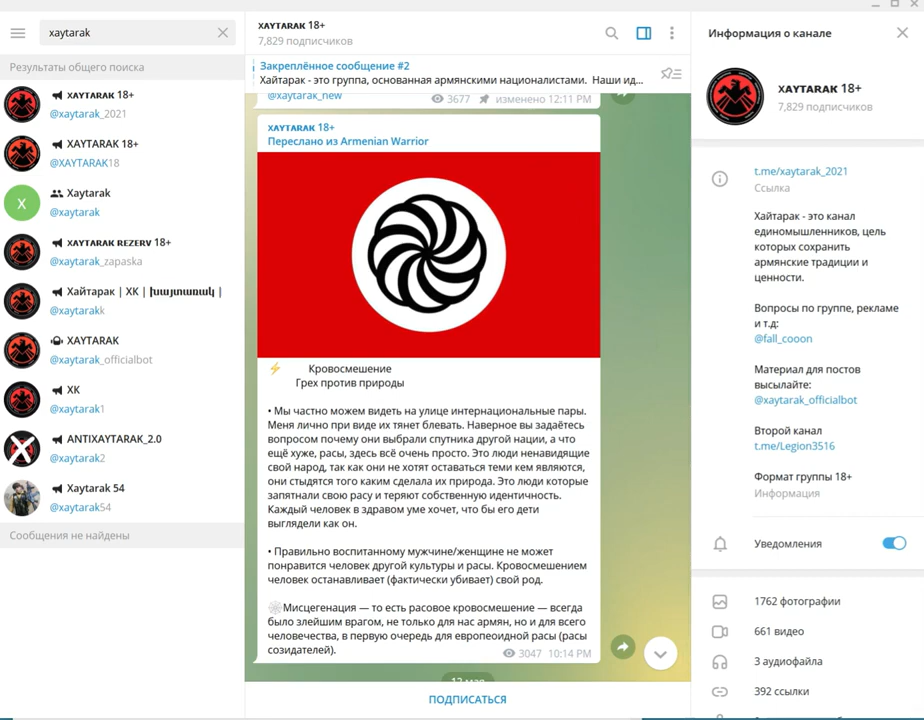 xaytarak
Результаты общего поиска
XAYTARAK 18+
@xaytarak_2021
XAYTARAK 18+
@XAYTARAK18
X
Xaytarak
@xaytarak
XAYTARAK REZERV 18+
@xaytarak_zapaska
Хайтарак | ХК | խայտառակ |
@xaytarakk
XAYTARAK
@xaytarak_officialbot
ХК
@xaytarak1
ANTIXAYTARAK_2.0
@xaytarak2
Xaytarak 54
@xaytarak54
Сообщения не найдены
XAYTARAK 18+
7,829 подписчиков
Закреплённое сообщение #2
Хайтарак - это группа, основанная армянскими националистами. Наши ид...
@xaytarak_new
3677 изменено 12:11 PM
XAYTARAK 18+
Переслано из Armenian Warrior
⚡ Кровосмешение
Грех против природы
• Мы частно можем видеть на улице интернациональные пары.
Меня лично при виде их тянет блевать. Наверное вы задаётесь
вопросом почему они выбрали спутника другой нации, а что
ещё хуже, расы, здесь всё очень просто. Это люди ненавидящие
свой народ, так как они не хотят оставаться теми кем являются,
они стыдятся того каким сделала их природа. Это люди которые
запятнали свою расу и теряют собственную идентичность.
Каждый человек в здравом уме хочет, что бы его дети
выглядели как он.
• Правильно воспитанному мужчине/женщине не может
понравится человек другой культуры и расы. Кровосмешением
человек останавливает (фактически убивает) свой род.
Мисцегенация — то есть расовое кровосмешение — всегда
было злейшим врагом, не только для нас армян, но и для всего
человечества, в первую очередь для европеоидной расы (расы
созидателей).
3047 10:14 PM
12 мая
ПОДПИСАТЬСЯ
Информация о канале
XAYTARAK 18+
7,829 подписчиков
t.me/xaytarak_2021
Ссылка
Хайтарак - это канал
единомышленников, цель
которых сохранить
армянские традиции и
ценности.
Вопросы по группе, рекламе
и т.д:
@fall_cooon
Материал для постов
высылайте:
@xaytarak_officialbot
Второй канал
t.me/Legion3516
Формат группы 18+
Информация
Уведомления
1762 фотографии
661 видео
3 аудиофайла
392 ссылки